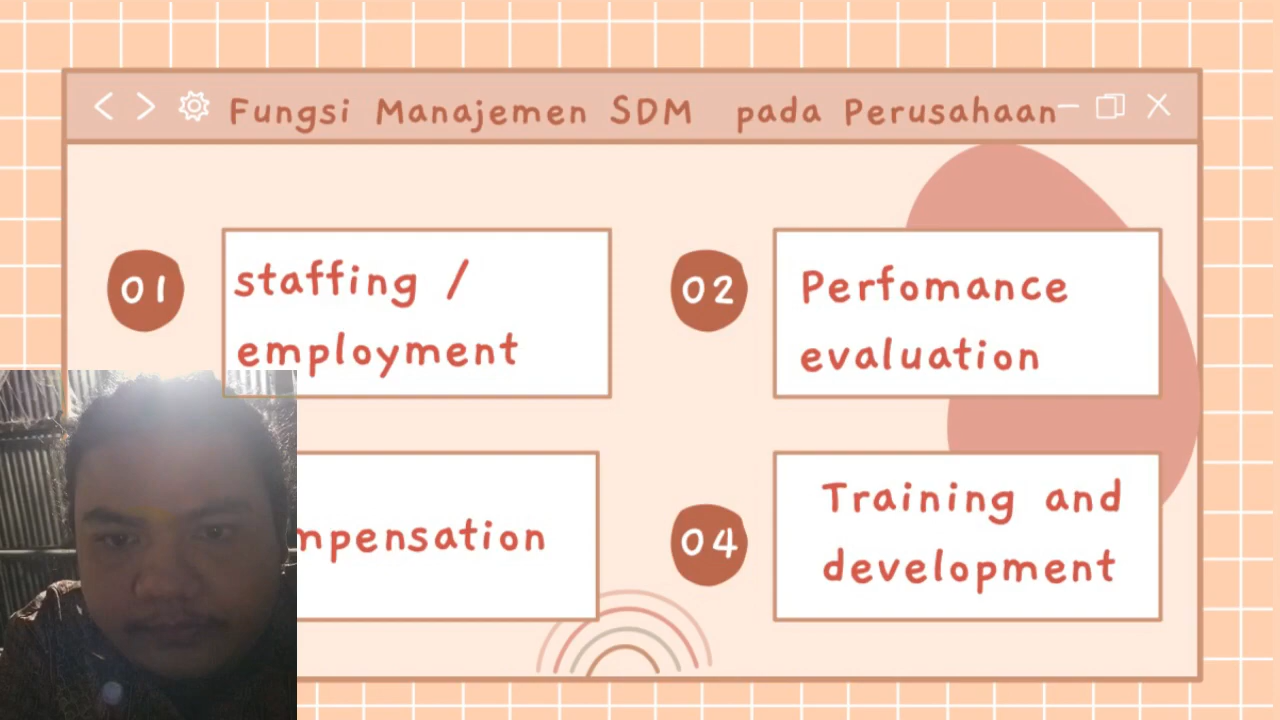 Fungsi Manajemen SDM pada Perusahaan
01
staffing /
employment
02
Perfomance
evaluation
mpensation
04
Training and
development